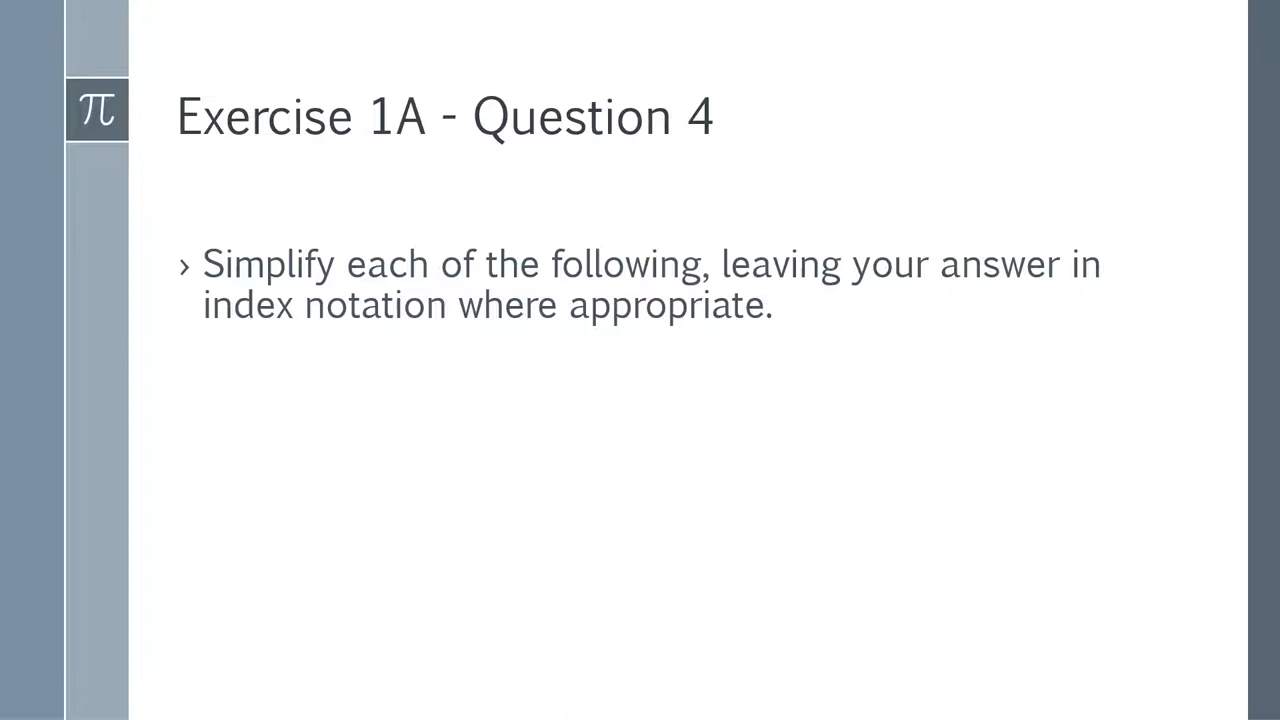 π
Exercise 1A - Question 4
› Simplify each of the following, leaving your answer in
index notation where appropriate.